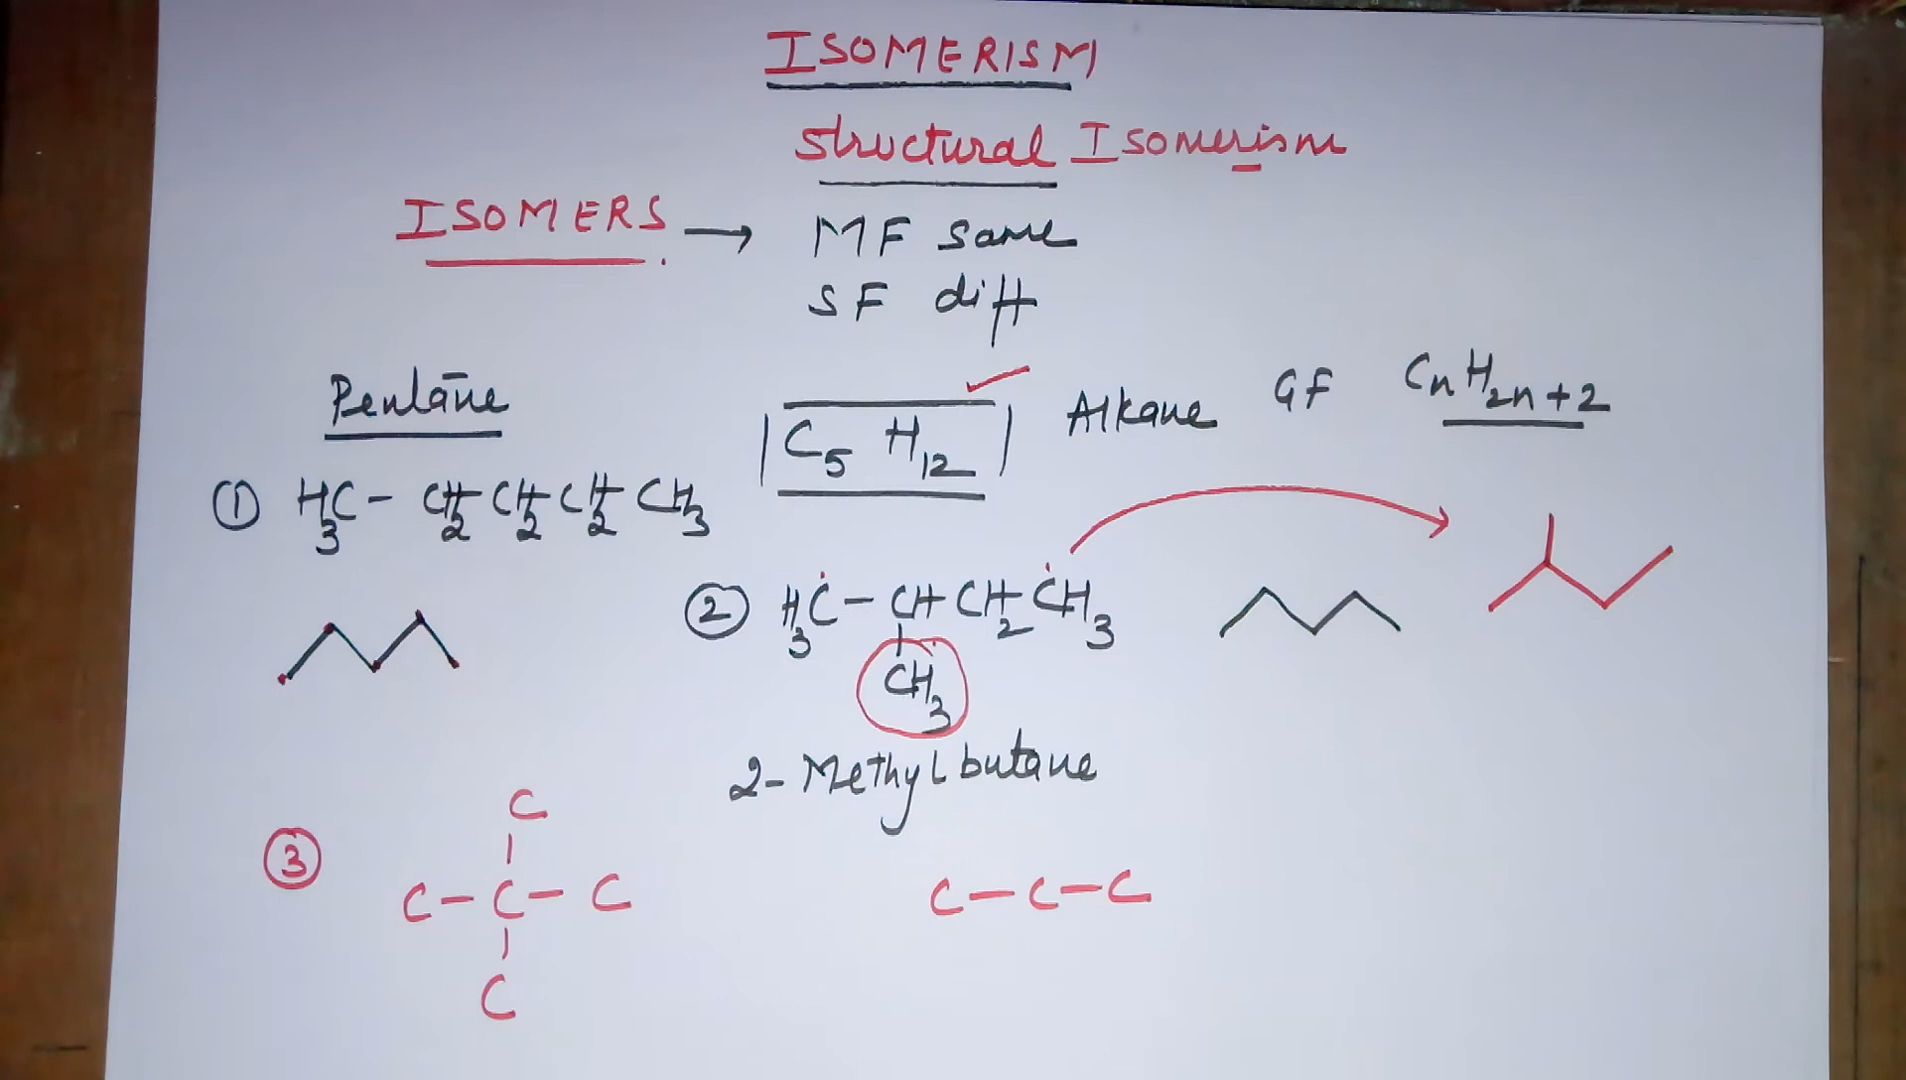 ISOMERISM
Structural Isomerism
ISOMERS → MF same
SF diff
Pentane
C5 H12 Alkane GF CnH2n+2
① H3C- CH2 CH2 CH2 CH3
② H3C - CH CH2 CH3
CH3
2- Methyl butane
③
C
C - C - C
C
C - C - C